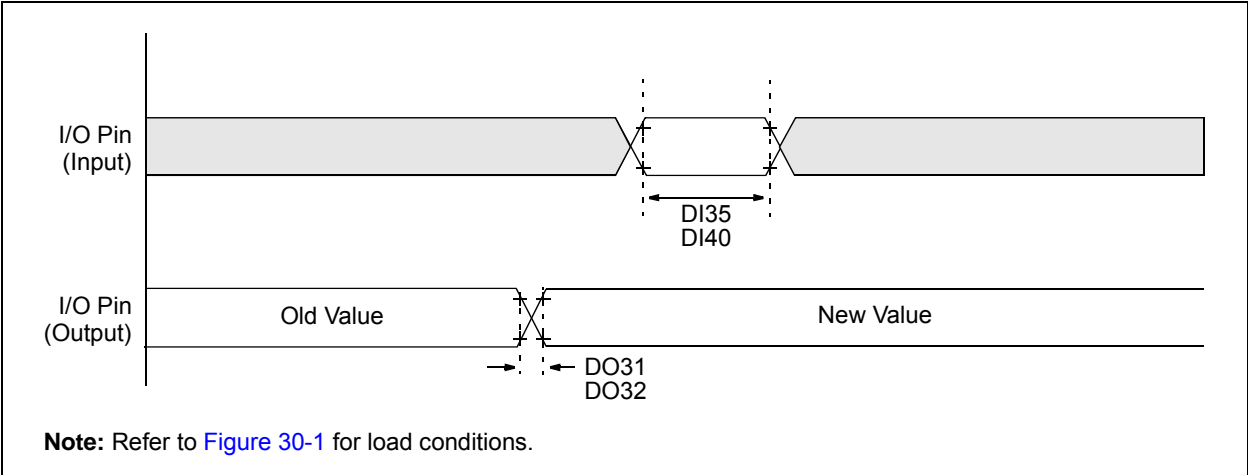 I/O Pin
(Input)
DI35
DI40
I/O Pin
(Output)
Old Value
New Value
DO31
DO32
Note: Refer to Figure 30-1 for load conditions.